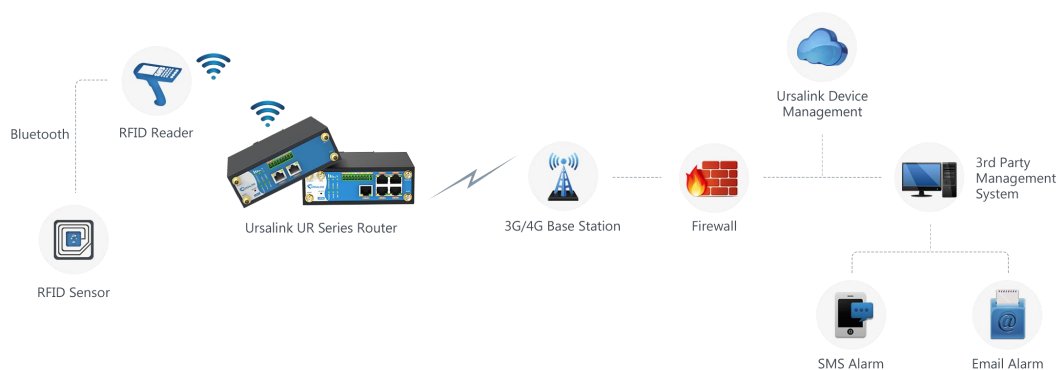 Bluetooth
RFID Reader
RFID Sensor
Ursalink UR Series Router
3G/4G Base Station
Firewall
Ursalink Device
Management
3rd Party
Management
System
SMS Alarm
Email Alarm